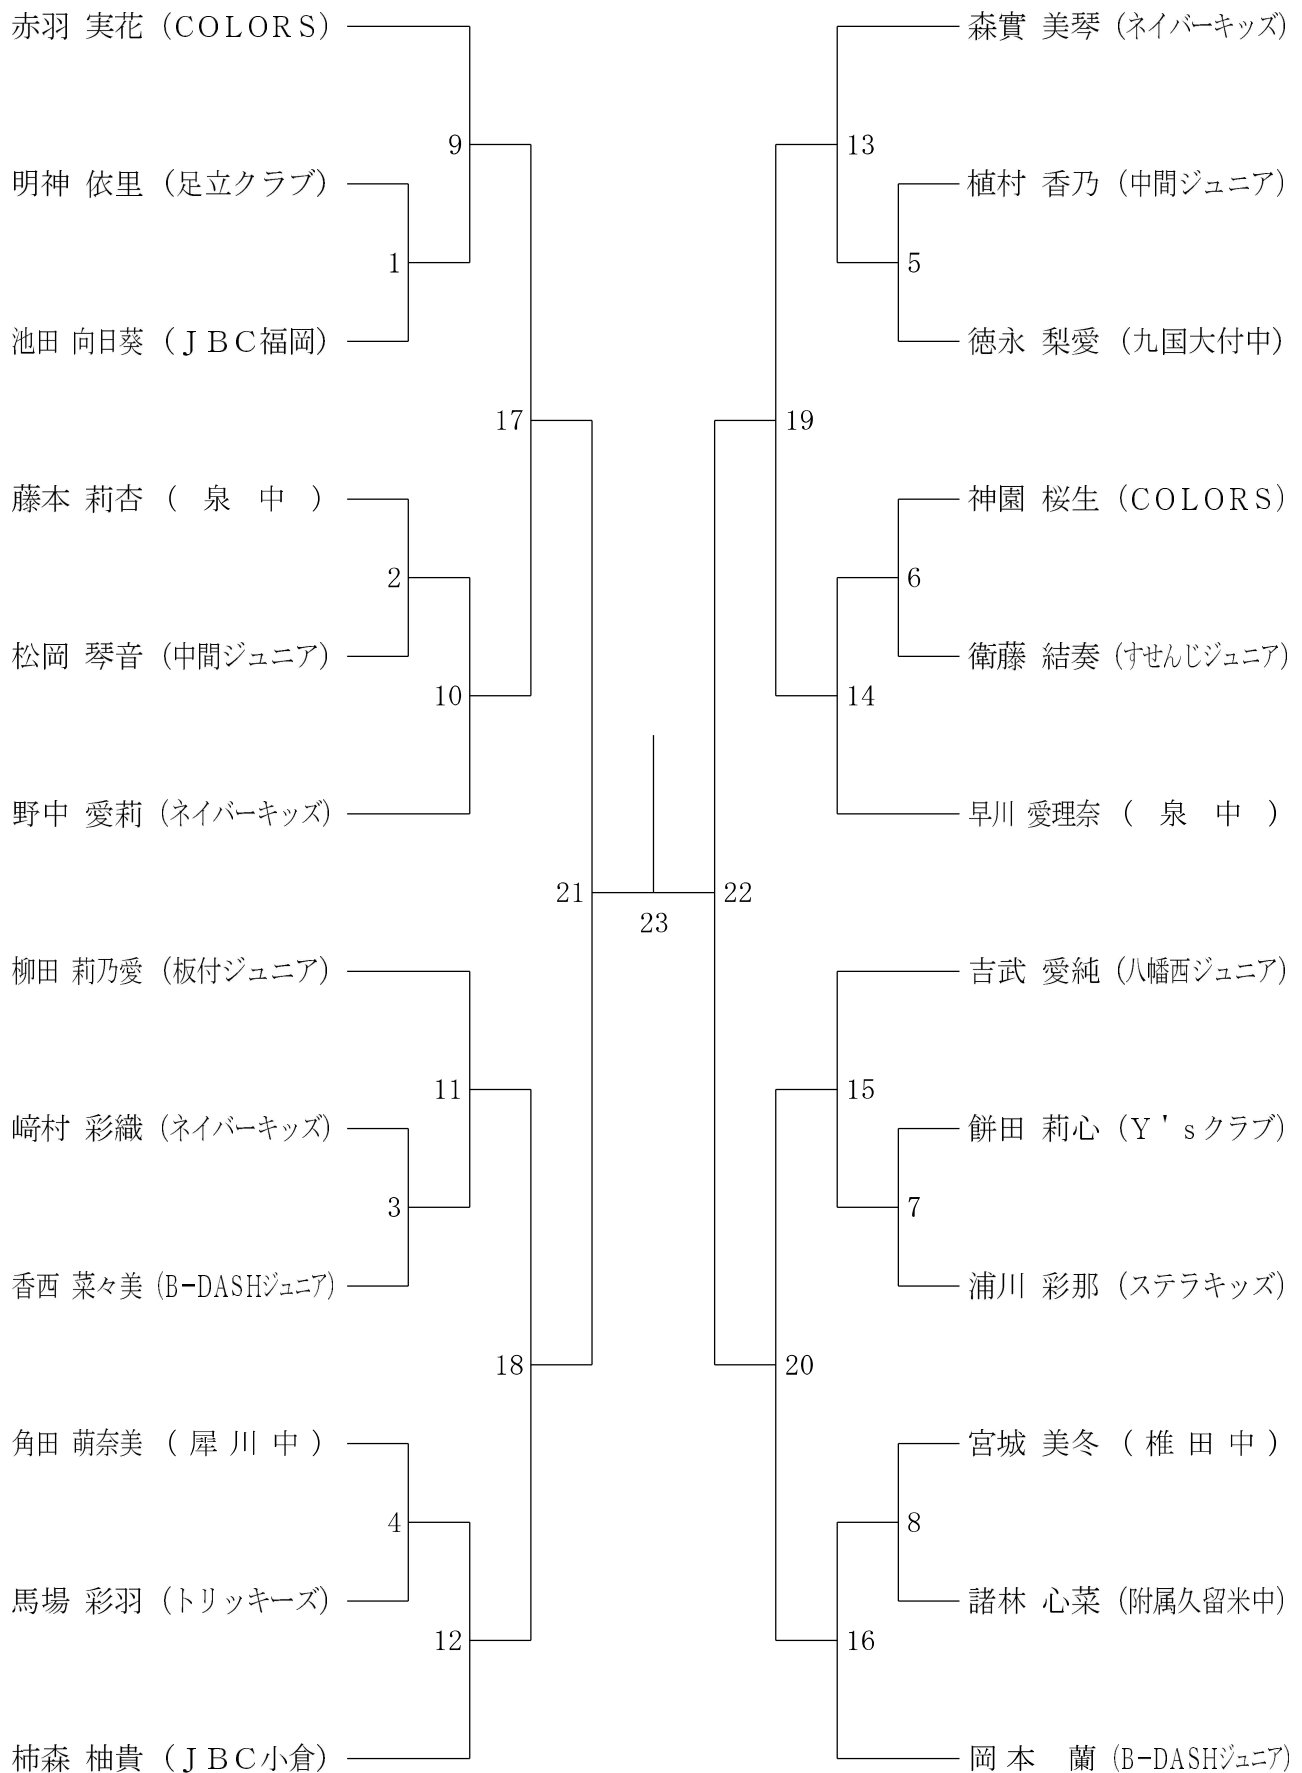 赤羽 実花 (COLORS)
9
明神 依里 (足立クラブ)
1
池田 向日葵 (ＪＢＣ福岡)
17
藤本 莉杏 (　泉　中　)
2
松岡 琴音 (中間ジュニア)
10
野中 愛莉 (ネイバーキッズ)
21
柳田 莉乃愛 (板付ジュニア)
11
﨑村 彩織 (ネイバーキッズ)
3
香西 菜々美 (B-DASHジュニア)
18
角田 萌奈美 ( 犀 川 中 )
4
馬場 彩羽 (トリッキーズ)
12
柿森 柚貴 (ＪＢＣ小倉)
23
森實 美琴 (ネイバーキッズ)
13
植村 香乃 (中間ジュニア)
5
徳永 梨愛 (九国大付中)
19
神園 桜生 (COLORS)
6
衛藤 結奏 (すせんじジュニア)
14
早川 愛理奈 (　泉　中　)
22
吉武 愛純 (八幡西ジュニア)
15
餅田 莉心 (Ｙ＇ｓクラブ)
7
浦川 彩那 (ステラキッズ)
20
宮城 美冬 ( 椎 田 中 )
8
諸林 心菜 (附属久留米中)
16
岡 本　蘭 (B-DASHジュニア)